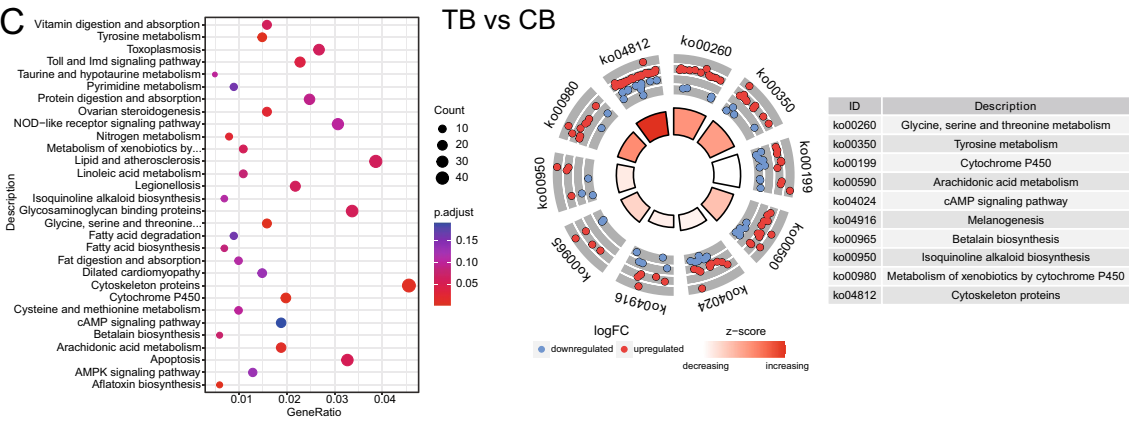 C
TB vs CB
Vitamin digestion and absorption
Tyrosine metabolism
Toxoplasmosis
Toll and Imd signaling pathway
Taurine and hypotaurine metabolism
Pyrimidine metabolism
Protein digestion and absorption
Ovarian steroidogenesis
NOD−like receptor signaling pathway
Nitrogen metabolism
Metabolism of xenobiotics by...
Lipid and atherosclerosis
Linoleic acid metabolism
Legionellosis
Isoquinoline alkaloid biosynthesis
Glycosaminoglycan binding proteins
Glycine, serine and threonine...
Fatty acid degradation
Fatty acid biosynthesis
Fat digestion and absorption
Dilated cardiomyopathy
Cytoskeleton proteins
Cytochrome P450
Cysteine and methionine metabolism
cAMP signaling pathway
Betalain biosynthesis
Arachidonic acid metabolism
Apoptosis
AMPK signaling pathway
Aflatoxin biosynthesis
Description
0.01 0.02 0.03 0.04
GeneRatio
Count
10
20
30
40
p.adjust
0.15
0.10
0.05
ko00260
ko00350
ko00199
ko00590
ko04024
ko04916
ko00965
ko00950
ko00980
ko04812
logFC
downregulated upregulated
z−score
decreasing increasing
ID Description
ko00260 Glycine, serine and threonine metabolism
ko00350 Tyrosine metabolism
ko00199 Cytochrome P450
ko00590 Arachidonic acid metabolism
ko04024 cAMP signaling pathway
ko04916 Melanogenesis
ko00965 Betalain biosynthesis
ko00950 Isoquinoline alkaloid biosynthesis
ko00980 Metabolism of xenobiotics by cytochrome P450
ko04812 Cytoskeleton proteins